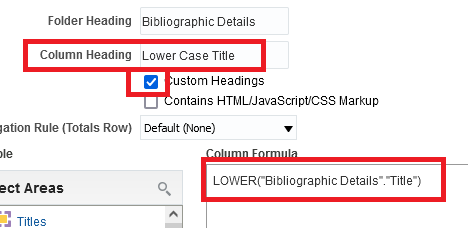 Folder Heading Bibliographic Details
Column Heading Lower Case Title
Custom Headings
Contains HTML/JavaScript/CSS Markup
gation Rule (Totals Row) Default (None)
ble Column Formula
ect Areas LOWER("Bibliographic Details"."Title")
Titles